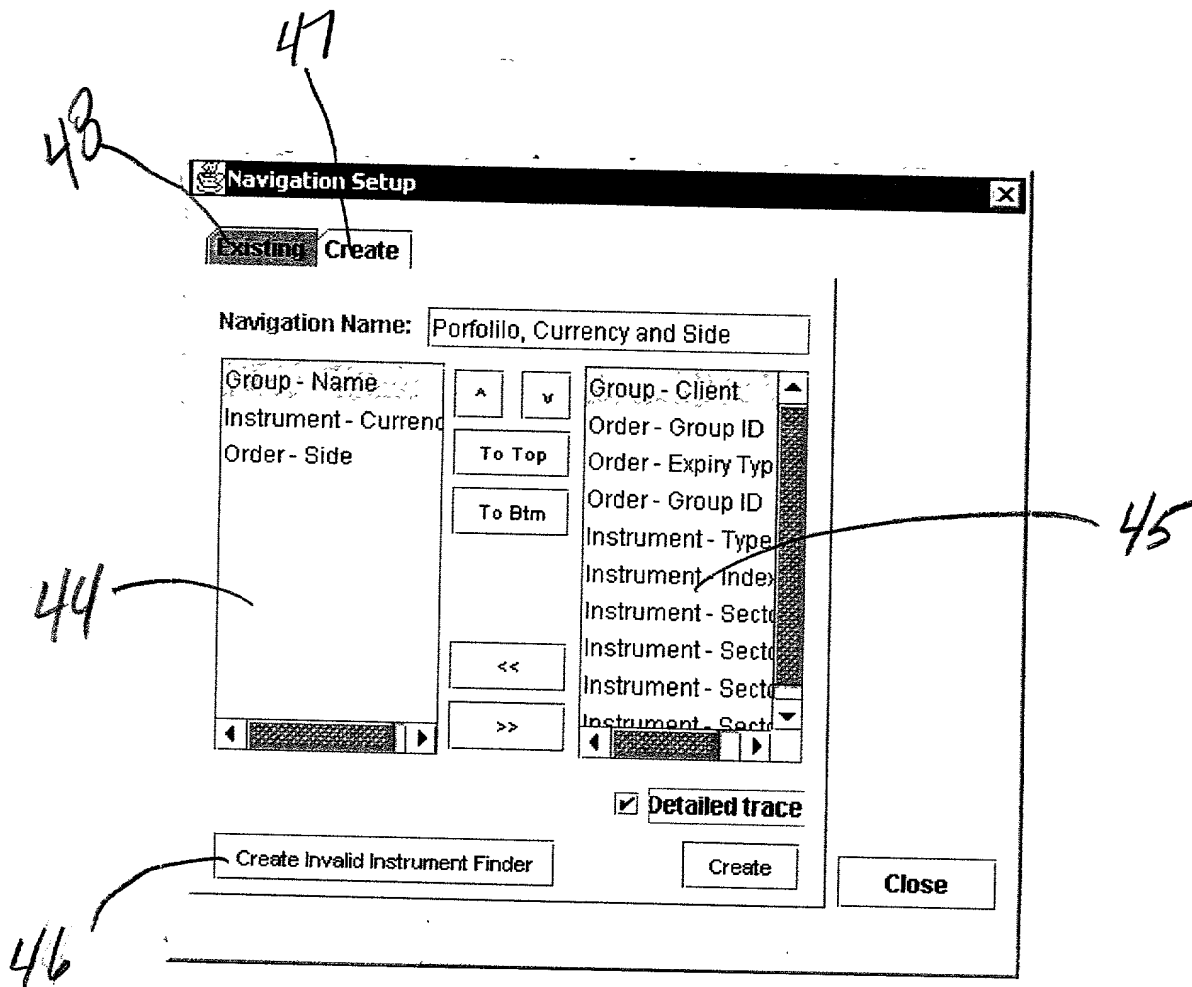 47
48
Navigation Setup
Existing Create
Navigation Name: Porfolilo, Currency and Side
Group - Name
Instrument - Currenc
Order - Side
^ v
To Top
To Btm
<<
>>
Group - Client
Order - Group ID
Order - Expiry Typ
Order - Group ID
Instrument - Type
Instrument - Index
Instrument - Secto
Instrument - Secto
Instrument - Secto
Instrument - Secto
45
44
Detailed trace
Create Invalid Instrument Finder
Create
Close
46